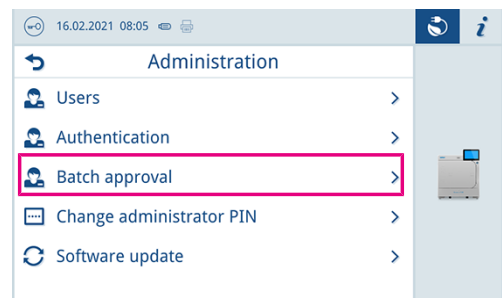 16.02.2021 08:05
Administration
Users
Authentication
Batch approval
Change administrator PIN
Software update